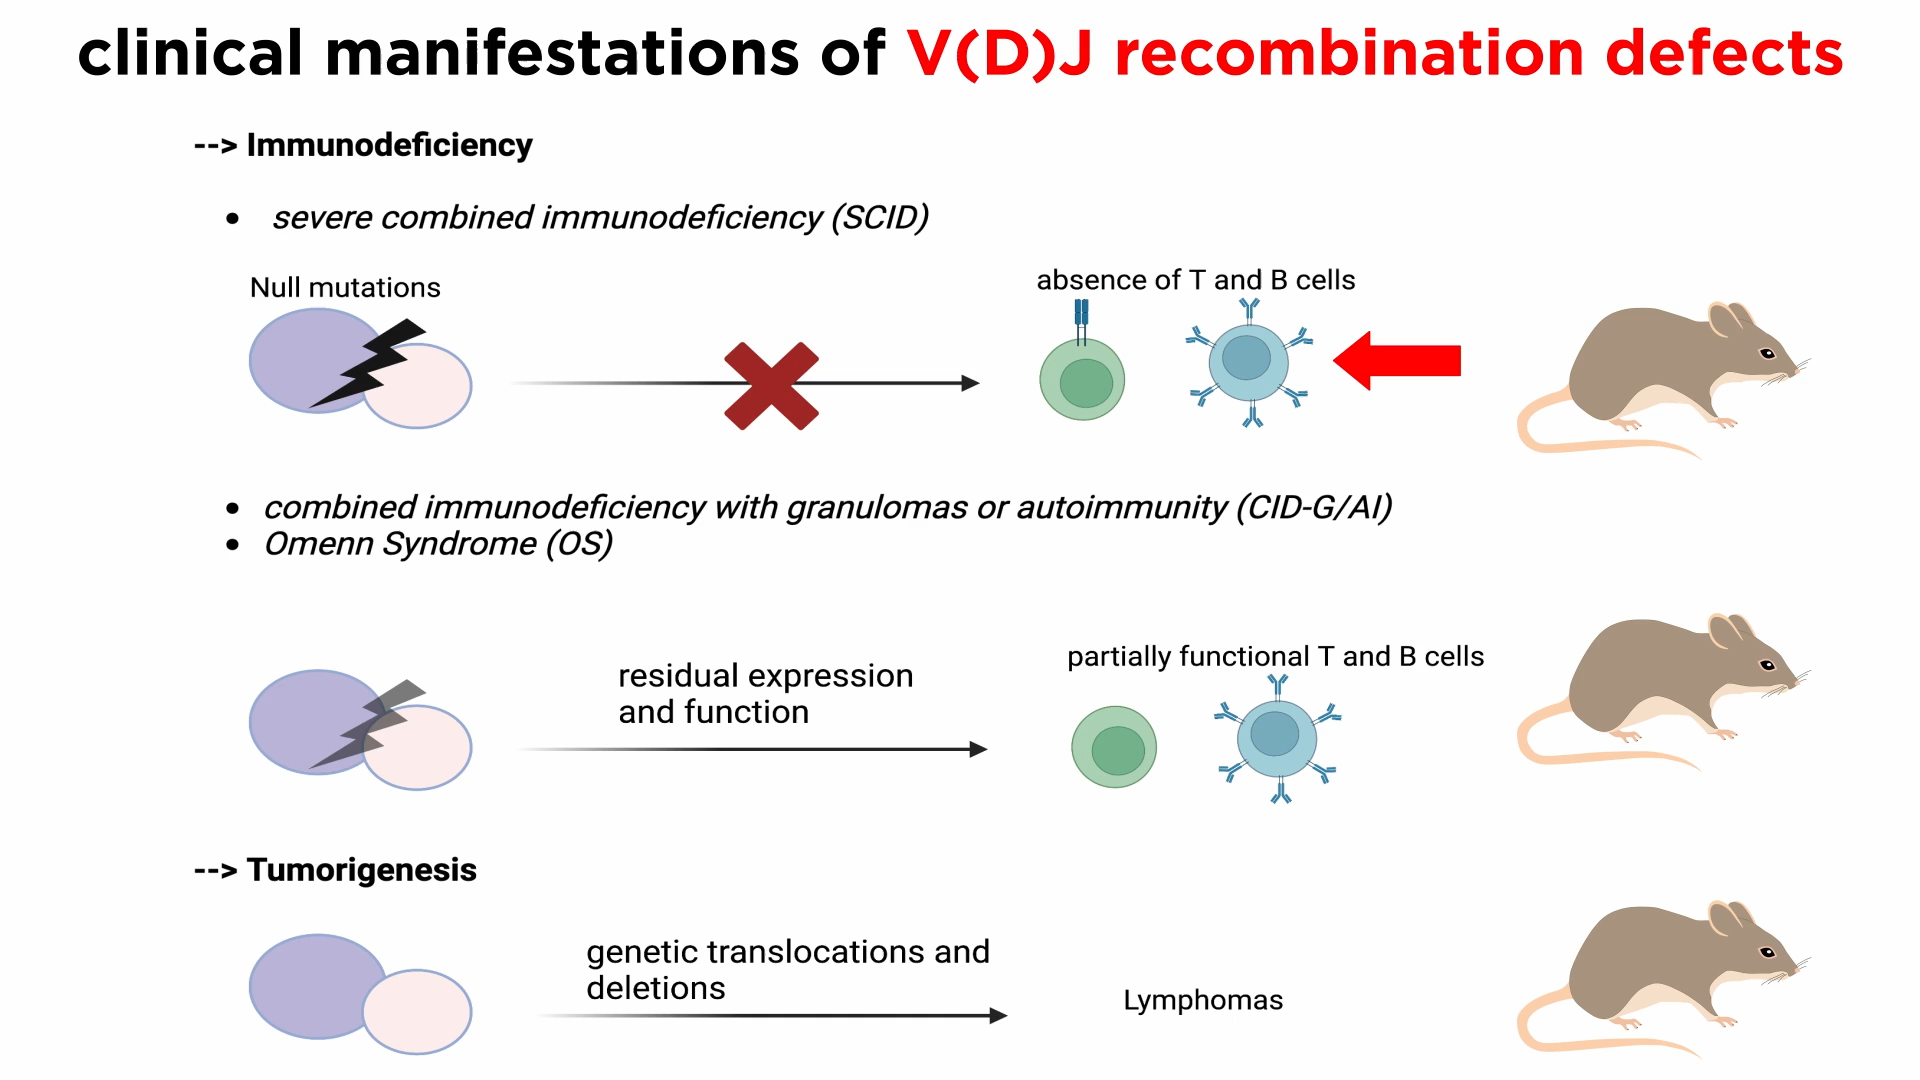 clinical manifestations of V(D)J recombination defects
--> Immunodeficiency
• severe combined immunodeficiency (SCID)
Null mutations
absence of T and B cells
• combined immunodeficiency with granulomas or autoimmunity (CID-G/AI)
• Omenn Syndrome (OS)
residual expression
and function
partially functional T and B cells
--> Tumorigenesis
genetic translocations and
deletions
Lymphomas